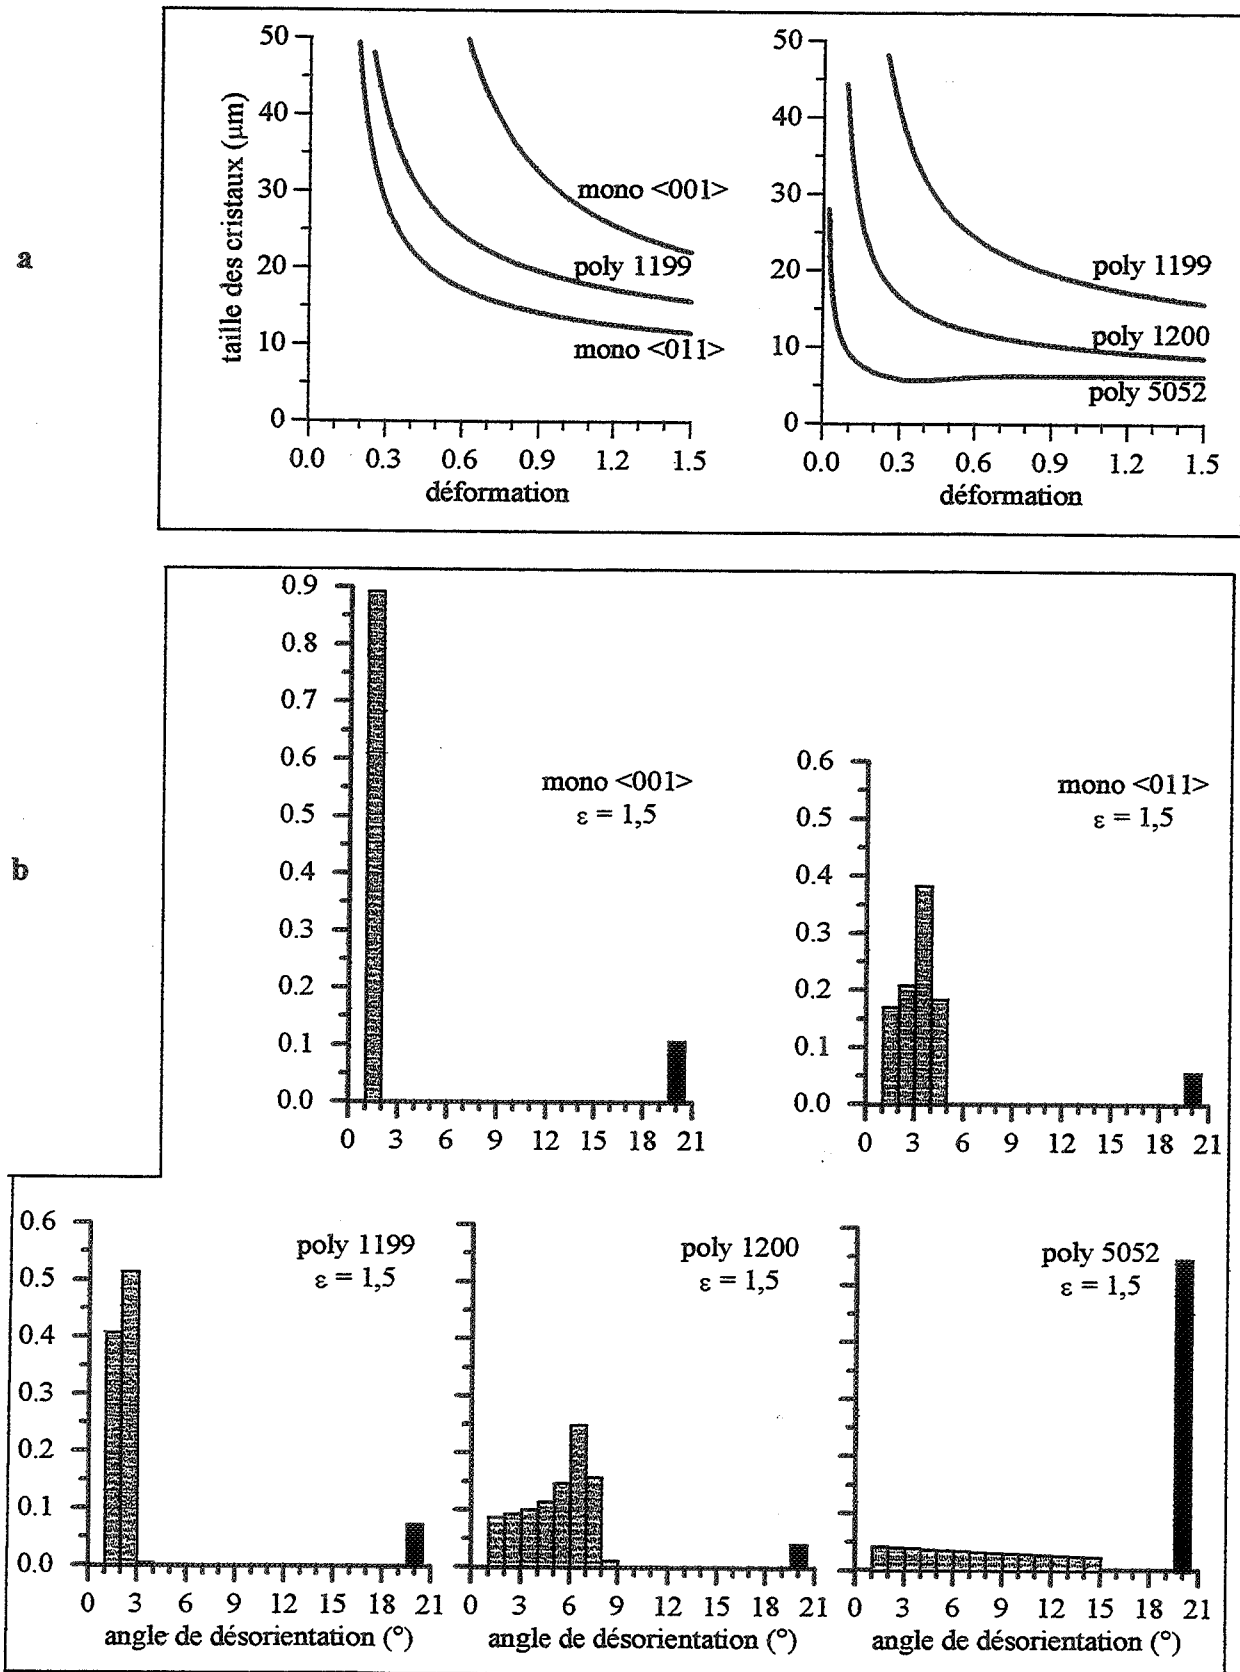 a
50
40
30
20
10
0
taille des cristaux (μm)
mono <001>
poly 1199
mono <011>
0.0 0.3 0.6 0.9 1.2 1.5
déformation
50
40
30
20
10
0
poly 1199
poly 1200
poly 5052
0.0 0.3 0.6 0.9 1.2 1.5
déformation
b
0.9
0.8
0.7
0.6
0.5
0.4
0.3
0.2
0.1
0.0
mono <001>
ε = 1,5
0 3 6 9 12 15 18 21
0.6
0.5
0.4
0.3
0.2
0.1
0.0
mono <011>
ε = 1,5
0 3 6 9 12 15 18 21
0.6
0.5
0.4
0.3
0.2
0.1
0.0
poly 1199
ε = 1,5
0 3 6 9 12 15 18 21
angle de désorientation (°)
poly 1200
ε = 1,5
0 3 6 9 12 15 18 21
angle de désorientation (°)
poly 5052
ε = 1,5
0 3 6 9 12 15 18 21
angle de désorientation (°)